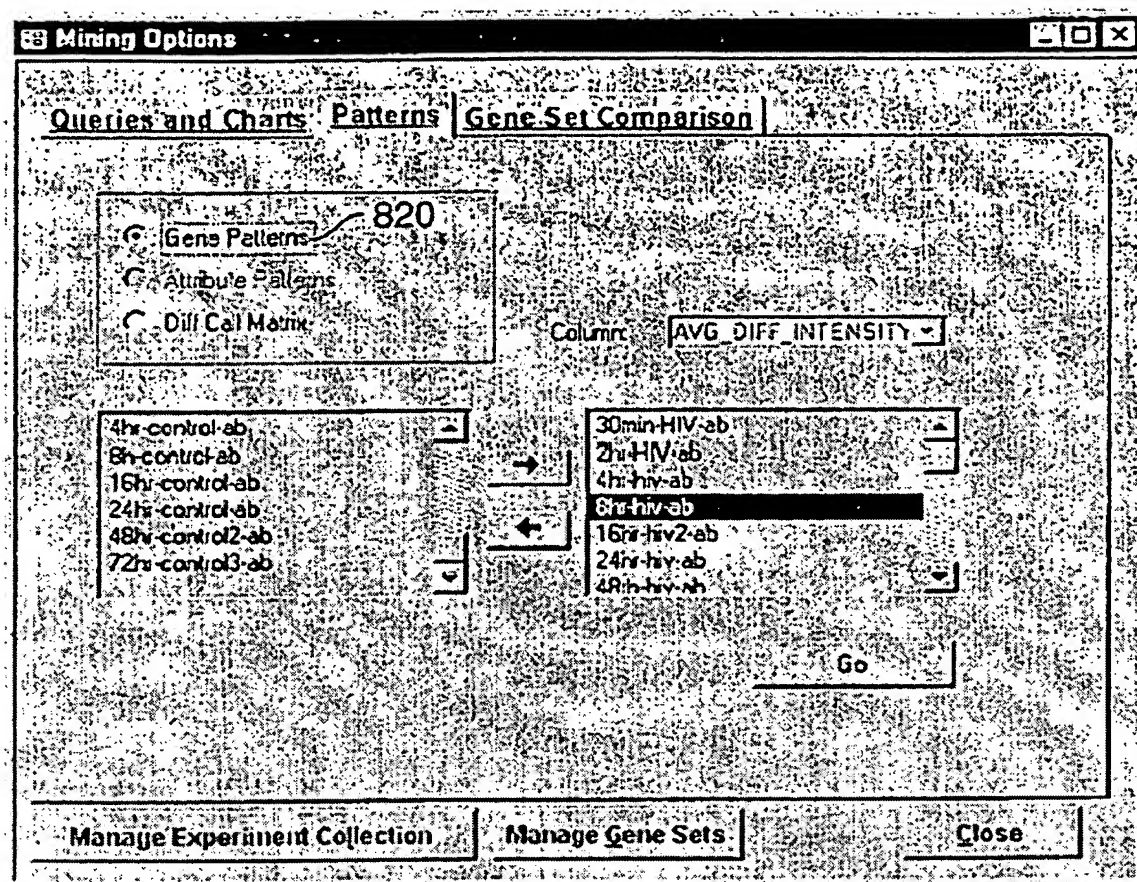 Mining Options
Queries and Charts Patterns Gene Set Comparison
Gene Patterns 820
Attribute Patterns
Diff Call Matrix
Column: AVG_DIFF_INTENSITY
4hr-control-ab
8h-control-ab
16hr-control-ab
24hr-control-ab
48hr-control2-ab
72hr-control3-ab
30min-HIV-ab
2hr-HIV-ab
4hr-hiv-ab
8hr-hiv-ab
16hr-hiv2-ab
24hr-hiv-ab
Go
Manage Experiment Collection Manage Gene Sets Close